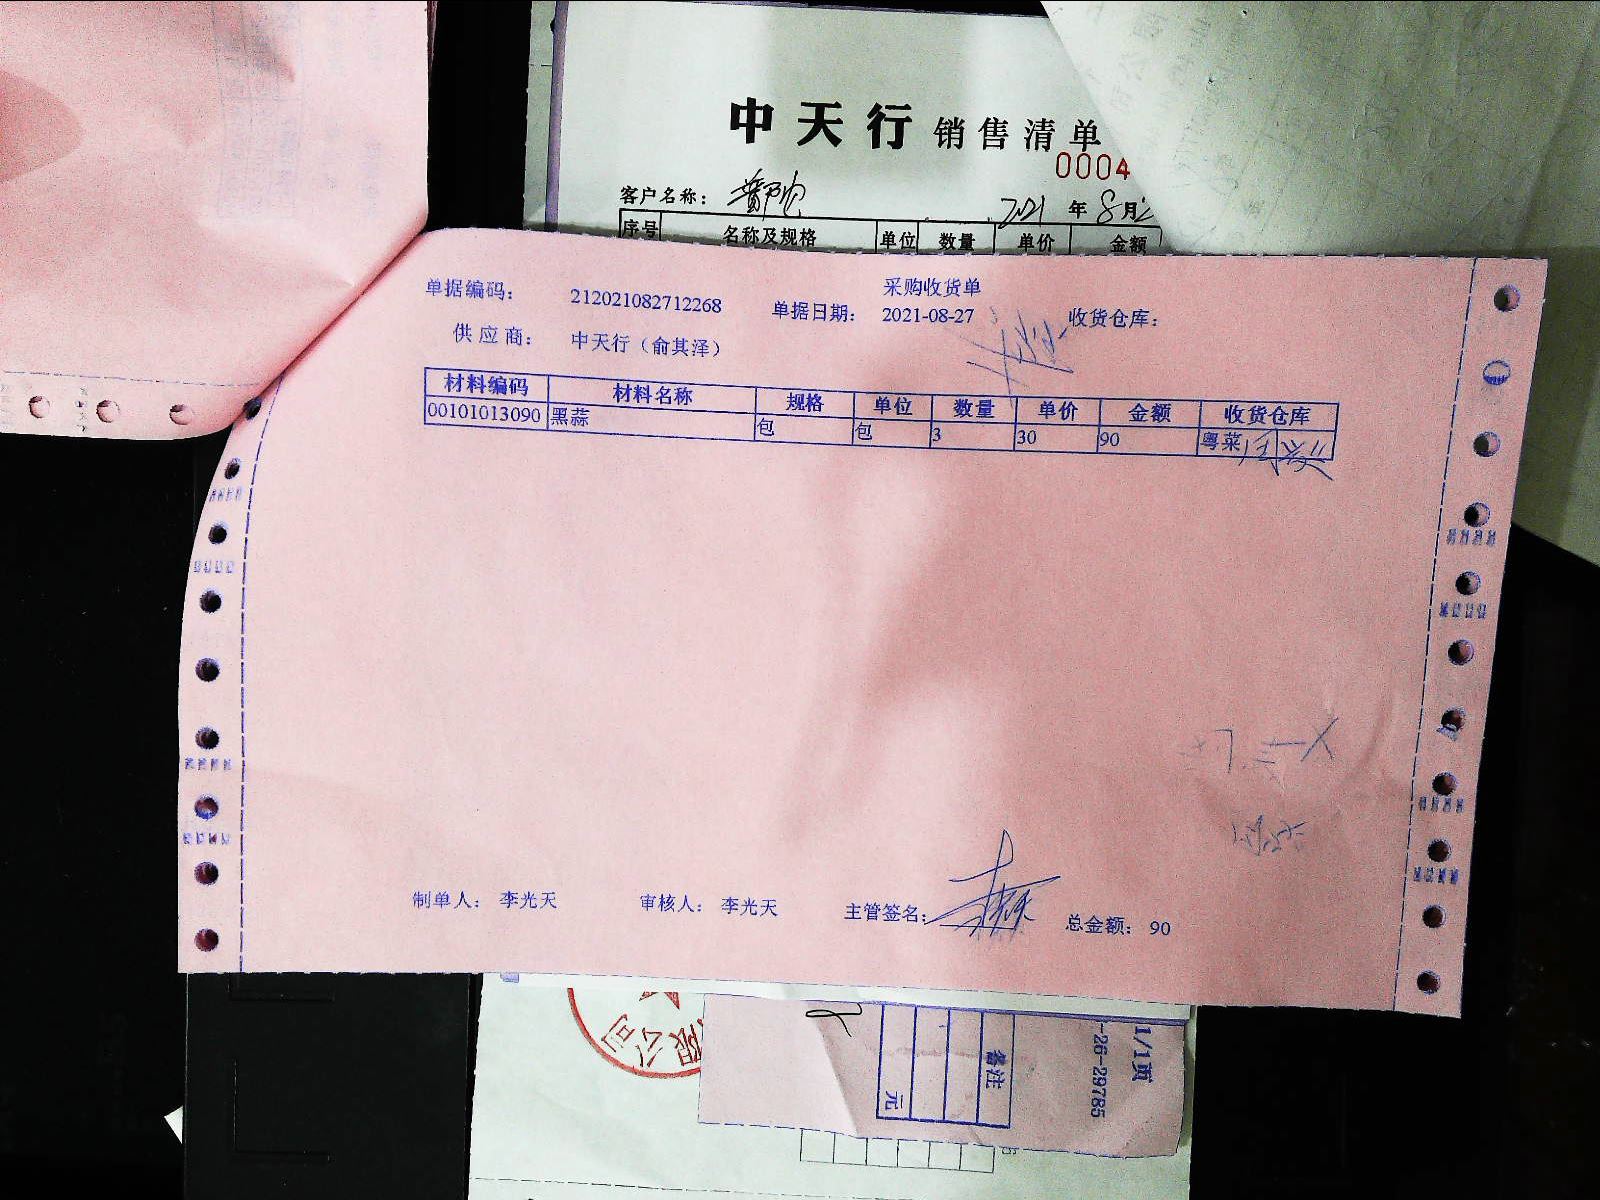 中天行 销售清单
0004
客户名称：
2021 年 8 月
序号 名称及规格 单位 数量 单价 金额
采购收货单
单据编码： 212021082712268 单据日期： 2021-08-27 收货仓库：
供应商： 中天行（俞其泽）
材料编码 材料名称 规格 单位 数量 单价 金额 收货仓库
00101013090 黑蒜 包 包 3 30 90 粤菜
制单人： 李光天 审核人： 李光天 主管签名： 总金额： 90
限公司
1/1页
-26-29785
备注
元